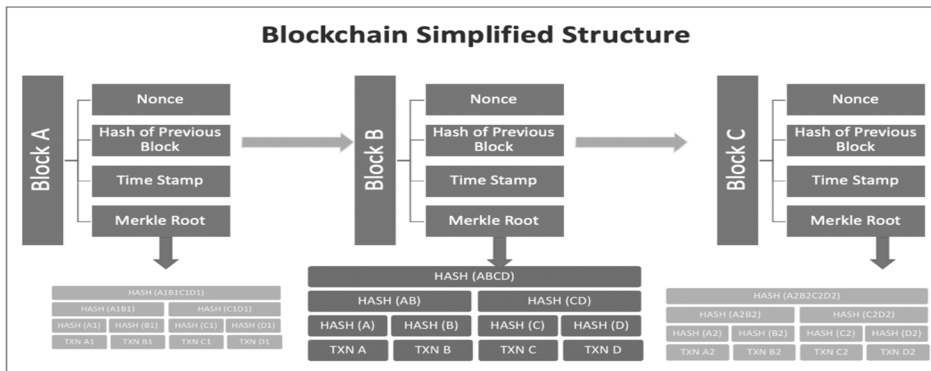 Blockchain Simplified Structure
Block A
Nonce
Hash of Previous
Block
Time Stamp
Merkle Root
HASH (A1B1C1D1)
HASH (A1B1) HASH (C1D1)
HASH (A1) HASH (B1) HASH (C1) HASH (D1)
TXN A1 TXN B1 TXN C1 TXN D1
Block B
Nonce
Hash of Previous
Block
Time Stamp
Merkle Root
HASH (ABCD)
HASH (AB) HASH (CD)
HASH (A) HASH (B) HASH (C) HASH (D)
TXN A TXN B TXN C TXN D
Block C
Nonce
Hash of Previous
Block
Time Stamp
Merkle Root
HASH (A2B2C2D2)
HASH (A2B2) HASH (C2D2)
HASH (A2) HASH (B2) HASH (C2) HASH (D2)
TXN A2 TXN B2 TXN C2 TXN D2